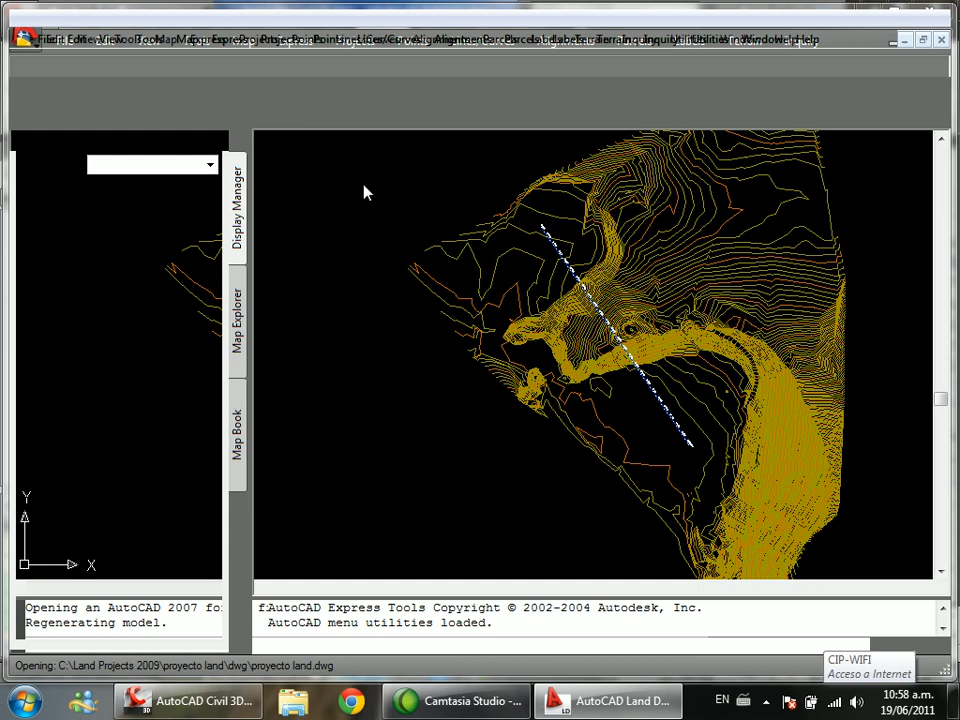 Display Manager
Map Explorer
Map Book
Y
X
Opening an AutoCAD 2007 fo
Regenerating model.
f:AutoCAD Express Tools Copyright © 2002-2004 Autodesk, Inc.
AutoCAD menu utilities loaded.
Opening: C:\Land Projects 2009\proyecto land\dwg\proyecto land.dwg
CIP-WIFI
Acceso a Internet
AutoCAD Civil 3D...
Camtasia Studio -...
AutoCAD Land D...
EN
10:58 a.m.
19/06/2011